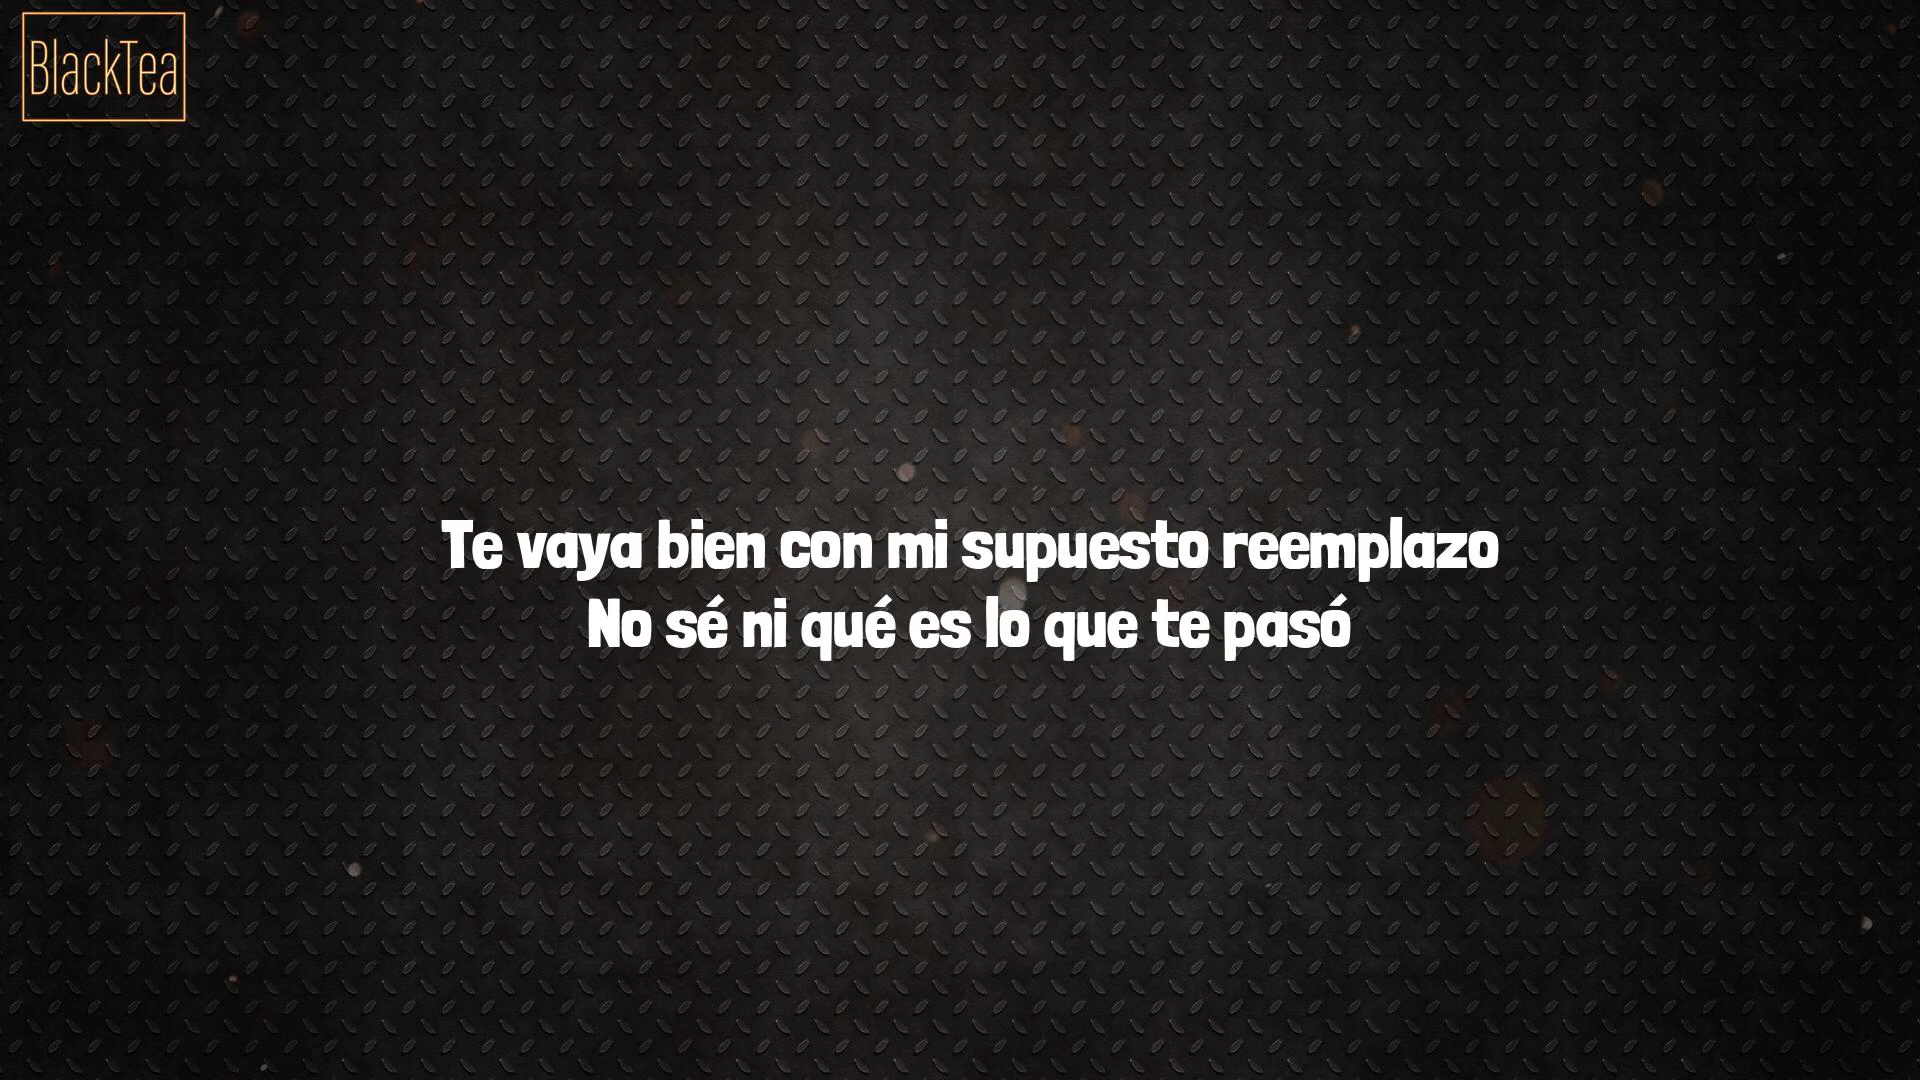 BlackTea
Te vaya bien con mi supuesto reemplazo
No sé ni qué es lo que te pasó